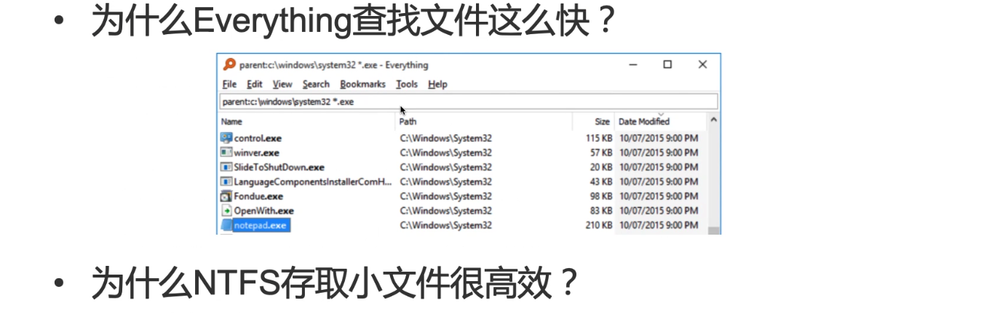 • 为什么Everything查找文件这么快？
parent:c:\windows\system32 *.exe - Everything
File Edit View Search Bookmarks Tools Help
parent:c:\windows\system32 *.exe
Name Path Size Date Modified
control.exe C:\Windows\System32 115 KB 10/07/2015 9:00 PM
winver.exe C:\Windows\System32 57 KB 10/07/2015 9:00 PM
SlideToShutDown.exe C:\Windows\System32 20 KB 10/07/2015 9:00 PM
LanguageComponentsInstallerComH... C:\Windows\System32 43 KB 10/07/2015 9:00 PM
Fondue.exe C:\Windows\System32 98 KB 10/07/2015 9:00 PM
OpenWith.exe C:\Windows\System32 83 KB 10/07/2015 9:00 PM
notepad.exe C:\Windows\System32 210 KB 10/07/2015 9:00 PM
• 为什么NTFS存取小文件很高效？